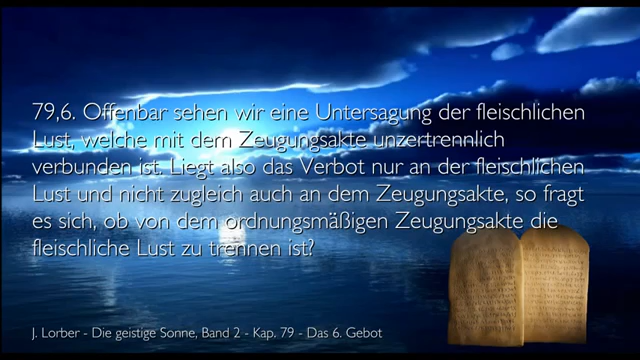 79,6. Offenbar sehen wir eine Untersagung der fleischlichen
Lust, welche mit dem Zeugungsakte unzertrennlich
verbunden ist. Liegt also das Verbot nur an der fleischlichen
Lust und nicht zugleich auch an dem Zeugungsakte, so fragt
es sich, ob von dem ordnungsmäßigen Zeugungsakte die
fleischliche Lust zu trennen ist?
J. Lorber - Die geistige Sonne, Band 2 - Kap. 79 - Das 6. Gebot